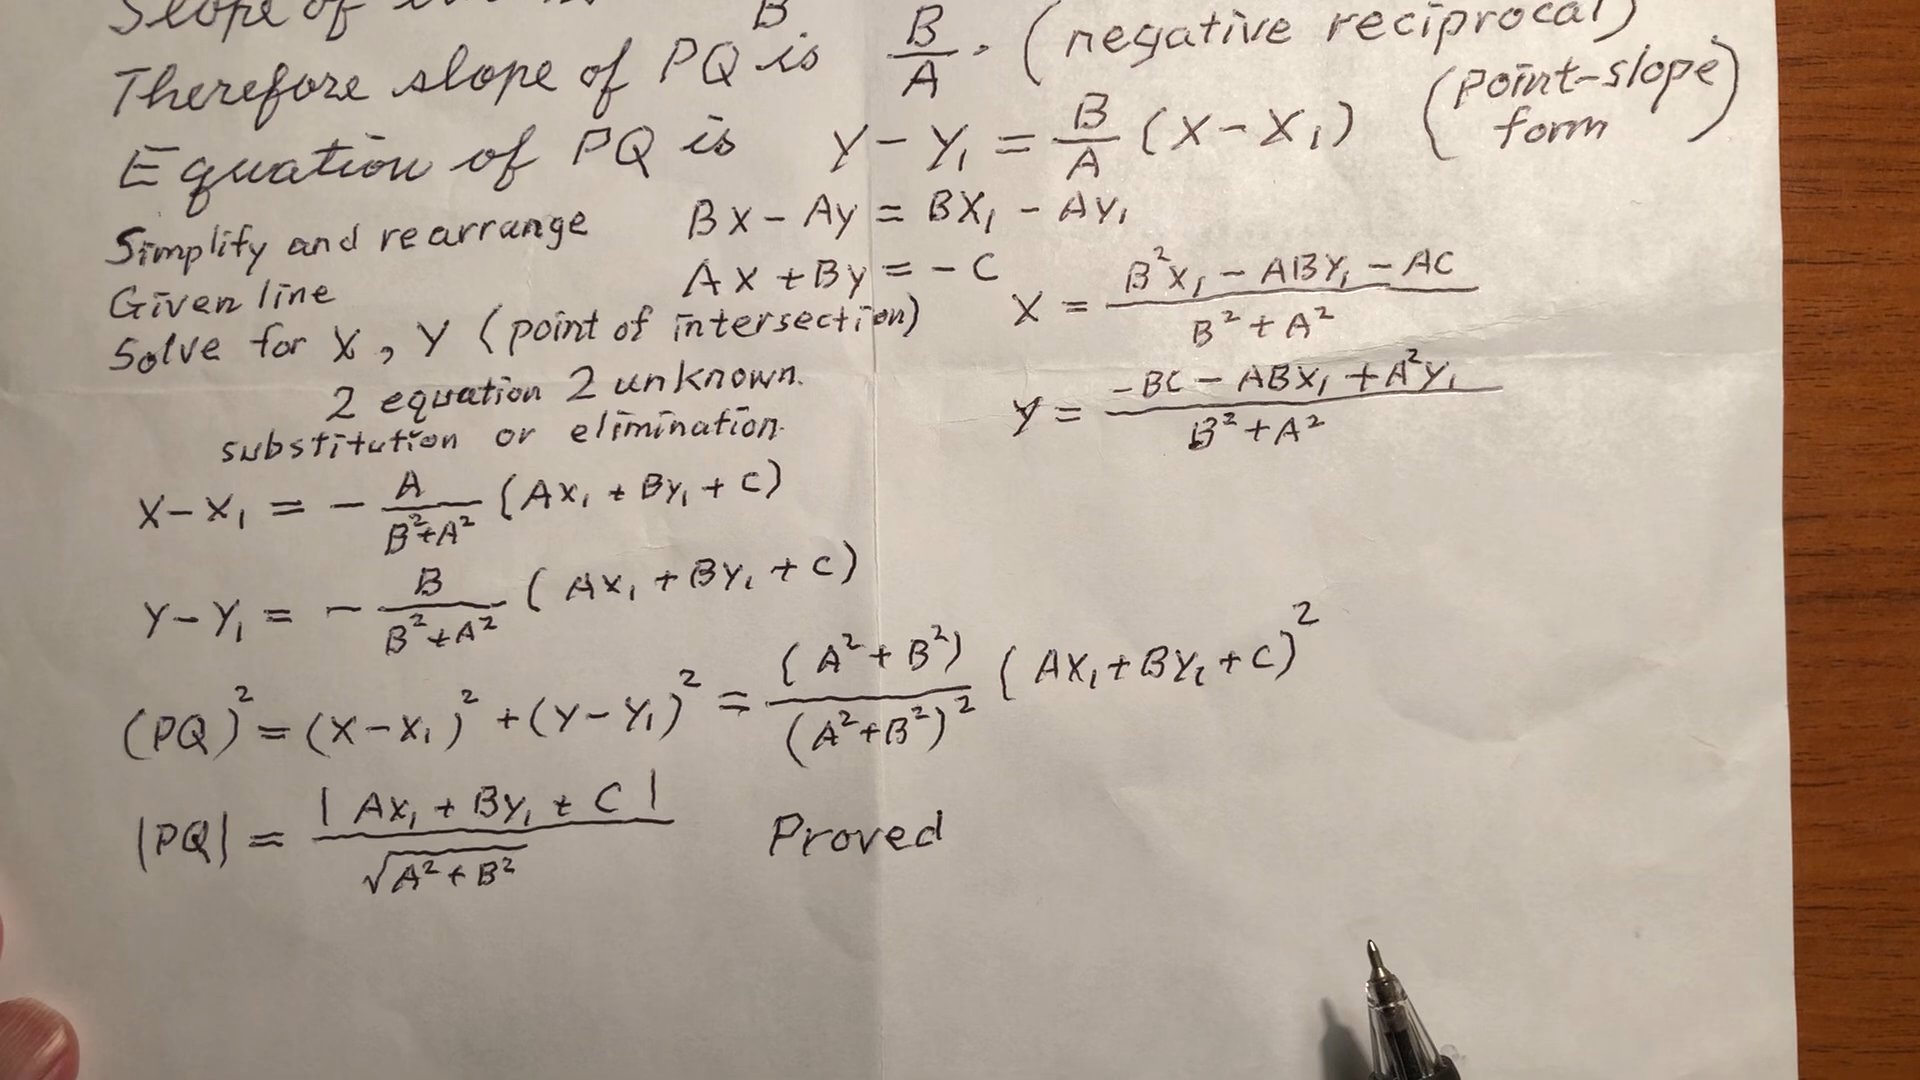 Slope of
B
Therefore slope of PQ is B/A. (negative reciprocal)
Equation of PQ is Y - Y₁ = B/A (X - X₁) (point-slope form)
Simplify and rearrange BX - Ay = BX₁ - AY₁
Given line AX + By = - C
Solve for X, Y (point of intersection) X = (B²X₁ - ABY₁ - AC)/(B² + A²)
2 equation 2 unknown.
substitution or elimination. Y = (-BC - ABX₁ + A²Y₁)/(B² + A²)
X - X₁ = - A/(B² + A²) (AX₁ + BY₁ + C)
Y - Y₁ = - B/(B² + A²) (AX₁ + BY₁ + C)
(PQ)² = (X - X₁)² + (Y - Y₁)² = (A² + B²)/(A² + B²)² (AX₁ + BY₁ + C)²
|PQ| = |AX₁ + By₁ + C|/√(A² + B²) Proved